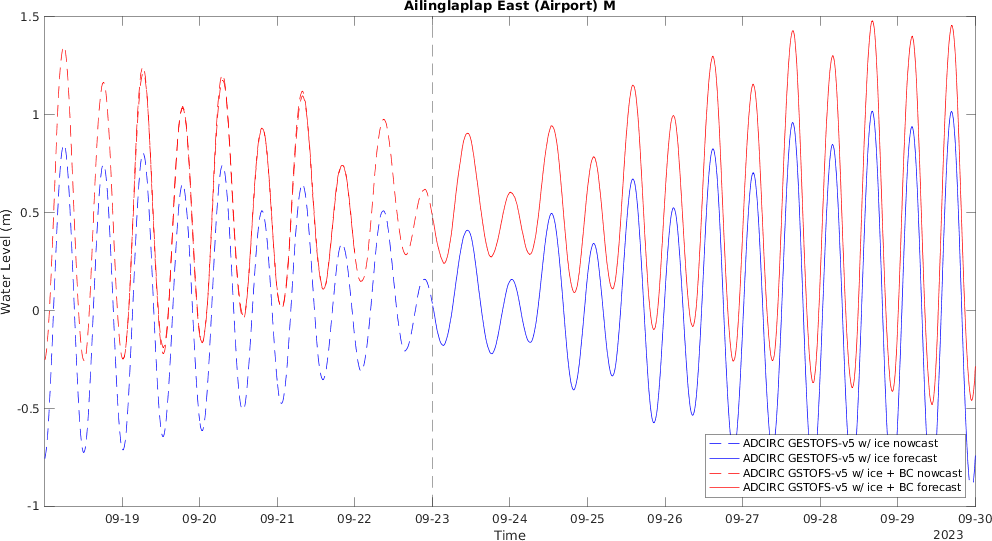 Ailinglaplap East (Airport) M
1.5
1
0.5
0
-0.5
-1
Water Level (m)
09-19 09-20 09-21 09-22 09-23 09-24 09-25 09-26 09-27 09-28 09-29 09-30
2023
Time
ADCIRC GESTOFS-v5 w/ ice nowcast
ADCIRC GESTOFS-v5 w/ ice forecast
ADCIRC GSTOFS-v5 w/ ice + BC nowcast
ADCIRC GSTOFS-v5 w/ ice + BC forecast